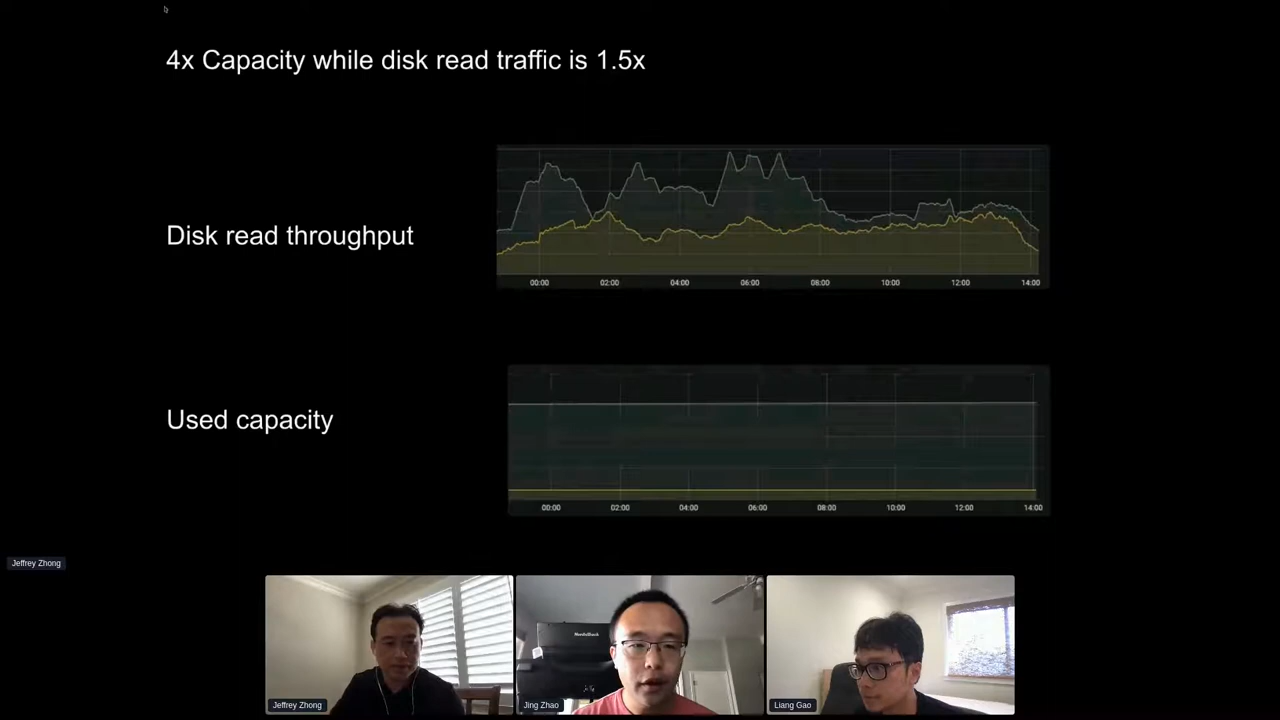 4x Capacity while disk read traffic is 1.5x
Disk read throughput
00:00 02:00 04:00 06:00 08:00 10:00 12:00 14:00
Used capacity
00:00 02:00 04:00 06:00 08:00 10:00 12:00 14:00
Jeffrey Zhong
Jeffrey Zhong
Jing Zhao
Liang Gao